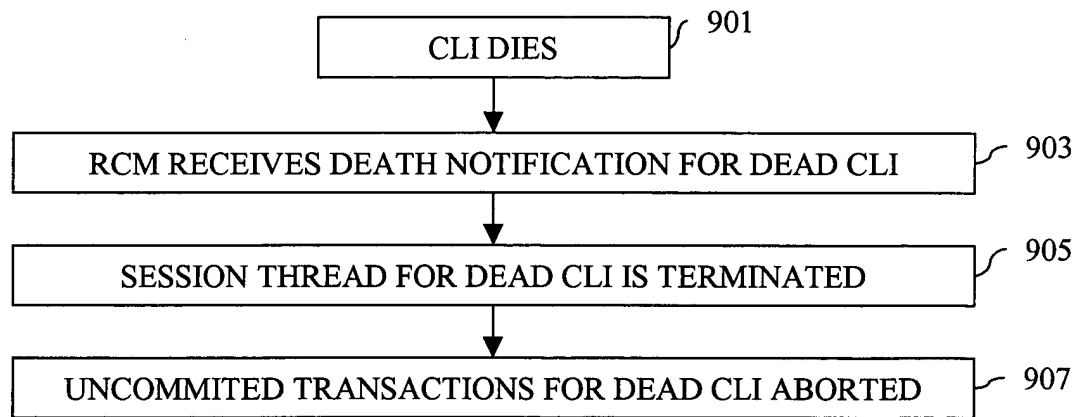 CLI DIES
901
RCM RECEIVES DEATH NOTIFICATION FOR DEAD CLI
903
SESSION THREAD FOR DEAD CLI IS TERMINATED
905
UNCOMMITED TRANSACTIONS FOR DEAD CLI ABORTED
907